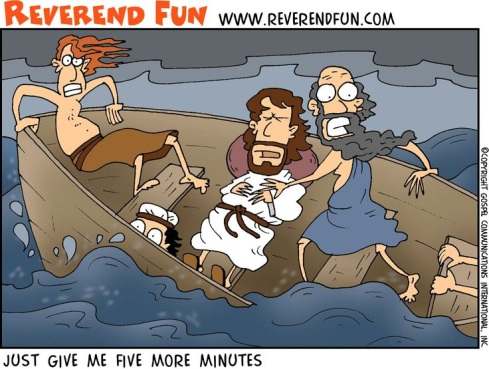 REVEREND FUN WWW.REVERENDFUN.COM
©COPYRIGHT GOSPEL COMMUNICATIONS INTERNATIONAL, INC.
JUST GIVE ME FIVE MORE MINUTES